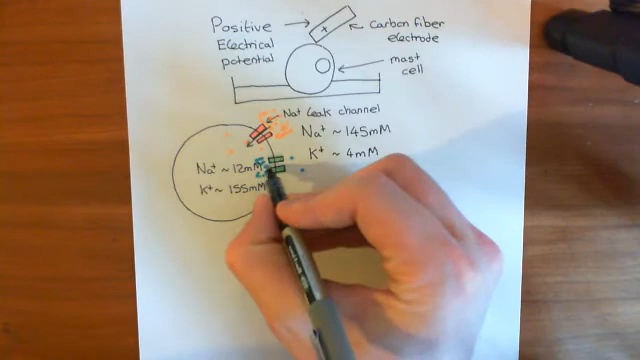 Positive
Electrical
potential
+
Carbon fiber
electrode
mast
cell
Na+ leak channel
Na+ ~ 145mM
K+ ~ 4mM
Na+ ~ 12mM
K+ ~ 155mM